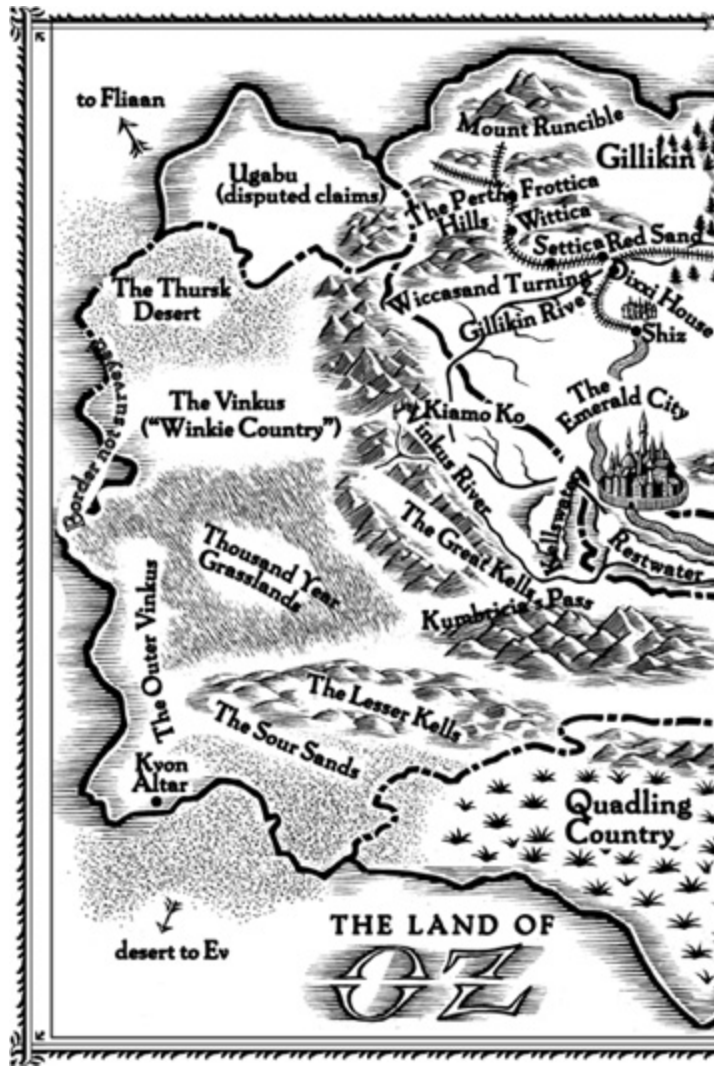 to Fliaan
Mount Runcible
Ugabu
(disputed claims)
Gillikin
The Perth
Hills
Frottica
Wittica
Settica
Red Sand
The Thursk
Desert
Wiccasand Turning
Dixxi House
Gillikin River
Shiz
Border not surveyed
The Vinkus
("Winkie Country")
Kiamo Ko
The
Emerald City
Vinkus River
Thousand Year
Grasslands
The Great Kells
Kellswater
Restwater
Kumbricia's Pass
The Outer Vinkus
The Lesser Kells
The Sour Sands
Kvon
Altar
Quadling
Country
THE LAND OF
OZ
desert to Ev